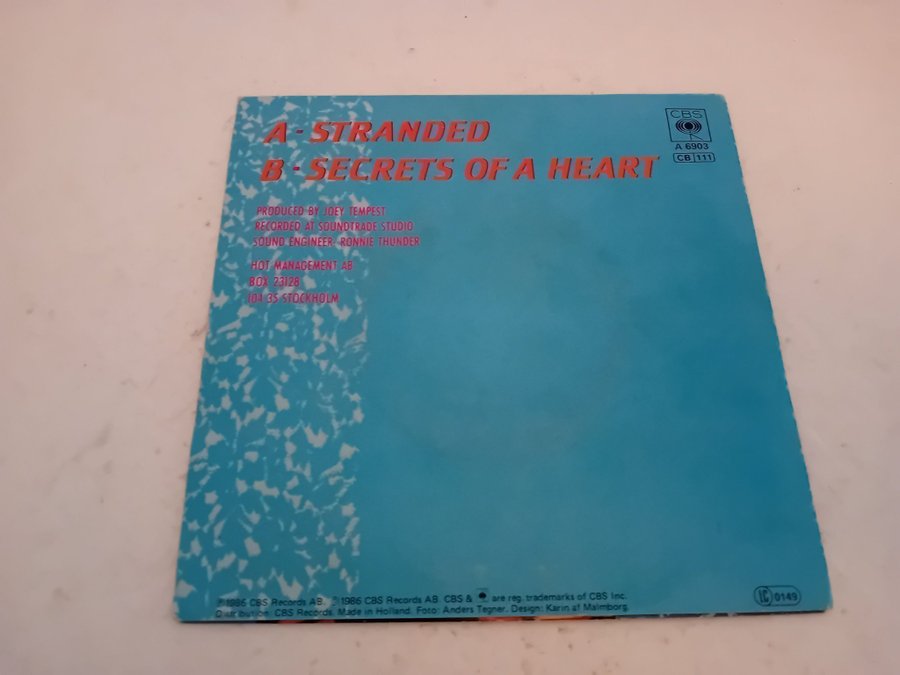 A - STRANDED
B - SECRETS OF A HEART
CBS
A 6903
CB 111
PRODUCED BY JOEY TEMPEST
RECORDED AT SOUNDTRADE STUDIO
SOUND ENGINEER: RONNIE THUNDER
HOT MANAGEMENT AB
BOX 23128
104 35 STOCKHOLM
℗1986 CBS Records AB. ©1986 CBS Records AB. CBS & are reg. trademarks of CBS Inc.
Distribution: CBS Records. Made in Holland. Foto: Anders Tegner. Design: Karin af Malmborg.
LC 0149